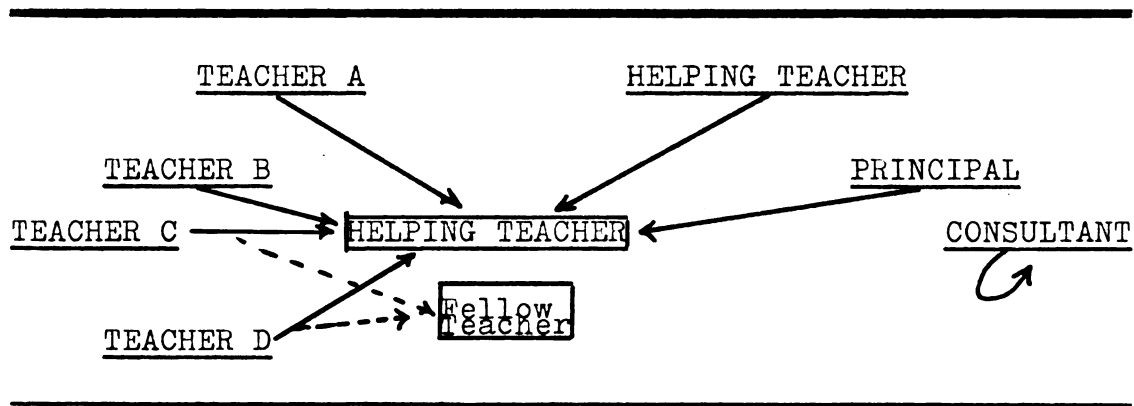 TEACHER A
HELPING TEACHER
TEACHER B
PRINCIPAL
TEACHER C
HELPING TEACHER
CONSULTANT
Fellow
Teacher
TEACHER D